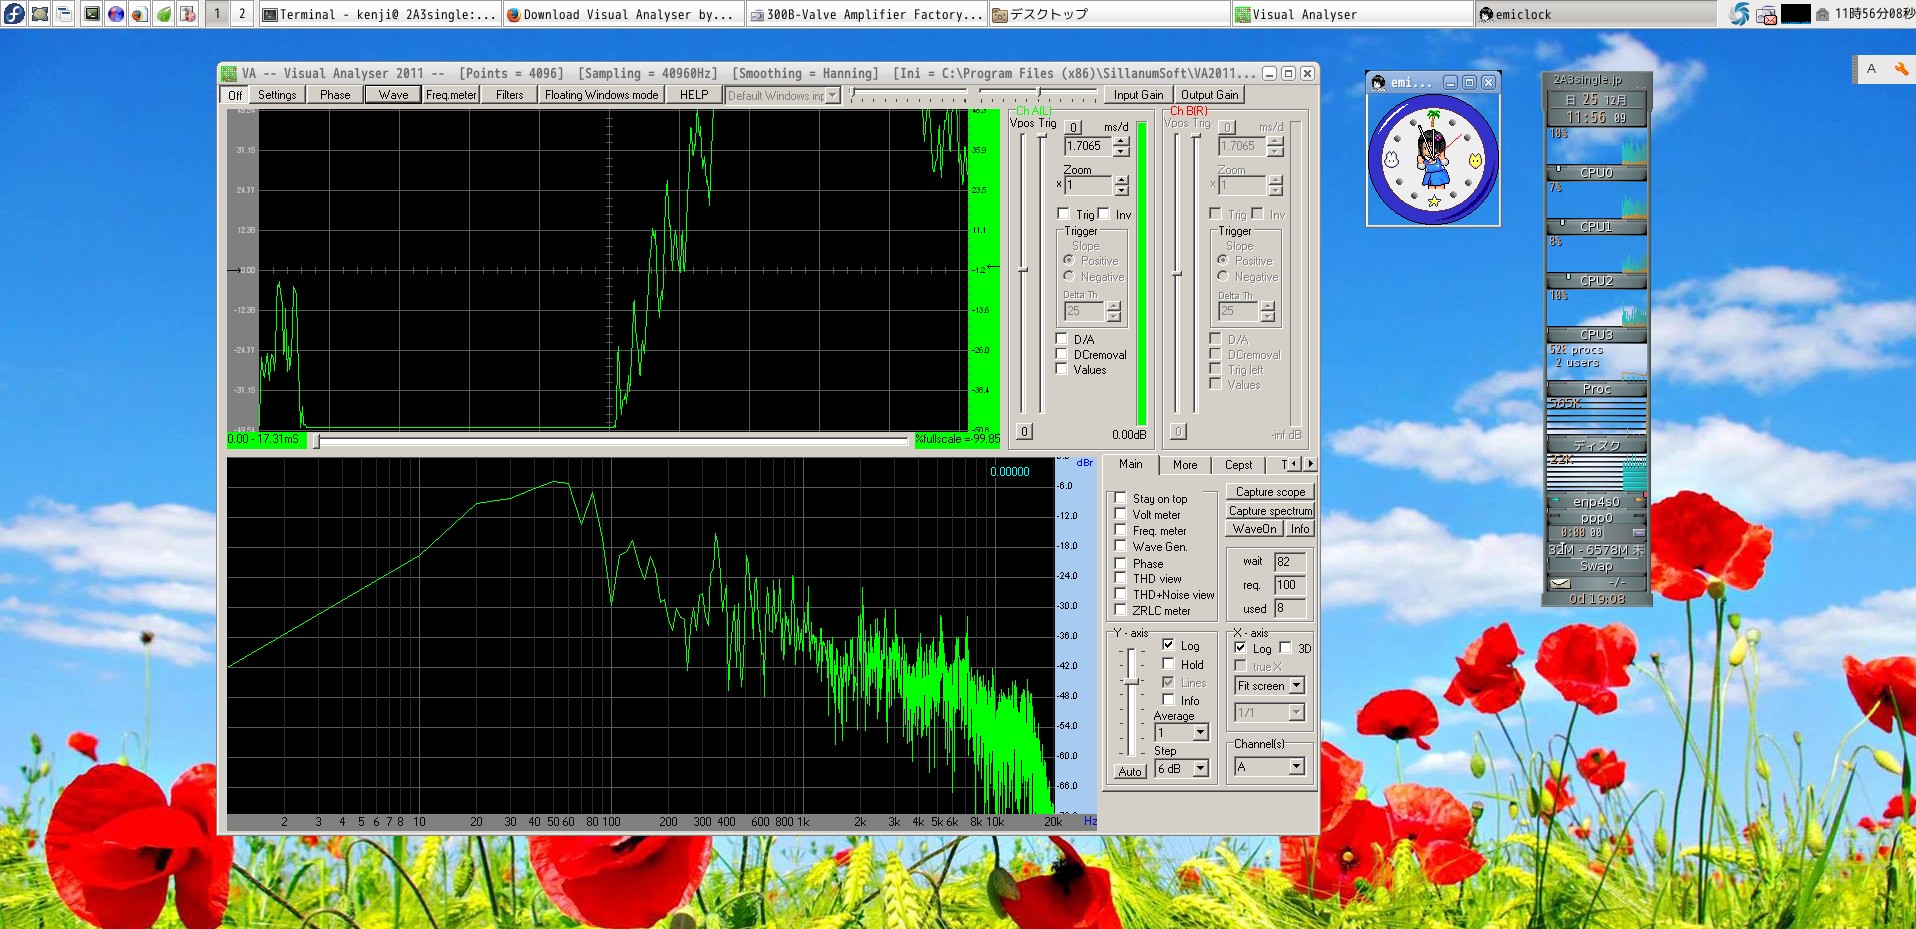 1 2 Terminal - kenji@ 2A3single:... Download Visual Analyser by... 300B-Valve Amplifier Factory... デスクトップ Visual Analyser emiclock 11時56分08秒
VA -- Visual Analyser 2011 -- [Points = 4096] [Sampling = 40960Hz] [Smoothing = Hanning] [Ini = C:\Program Files (x86)\SillanumSoft\VA2011...
Off Settings Phase Wave Freq.meter Filters Floating Windows mode HELP Default Windows inp Input Gain Output Gain
37.15
24.77
12.38
0.00
-12.38
-24.77
-37.15
-49.54
35.9
23.5
11.1
-1.2
-13.6
-26.0
-38.4
-50.8
0.00 - 17.31mS
%fullscale =-99.85
Ch A(L)
Vpos Trig
0 ms/d
1.7065
Zoom
x 1
Trig Inv
Trigger
Slope
Positive
Negative
Delta Th
25
D/A
DCremoval
Values
0 0.00dB
Ch B(R)
Vpos Trig
0 ms/d
1.7065
Zoom
x 1
Trig Inv
Trigger
Slope
Positive
Negative
Delta Th
25
D/A
DCremoval
Trig left
Values
0 -inf dB
0.00000
dBr
-6.0
-12.0
-18.0
-24.0
-30.0
-36.0
-42.0
-48.0
-54.0
-60.0
-66.0
2 3 4 5 6 7 8 10 20 30 40 50 60 80 100 200 300 400 600 800 1k 2k 3k 4k 5k 6k 8k 10k 20k Hz
Main More Cepst T
Stay on top
Volt meter
Freq. meter
Wave Gen.
Phase
THD view
THD+Noise view
ZRLC meter
Capture scope
Capture spectrum
WaveOn Info
wait 82
req. 100
used 8
Y - axis
Log
Hold
Lines
Info
Average
1
Step
Auto 6 dB
X - axis
Log 3D
true X
Fit screen
1/1
Channel(s)
A
emi...
A
2A3single.jp
日 25 12月
11:56 09
10%
CPU0
7%
CPU1
8%
CPU2
10%
CPU3
526 procs
2 users
Proc
565K
ディスク
22K
enp4s0
ppp0
0:00 00
Swap
-/-
0d 19:08